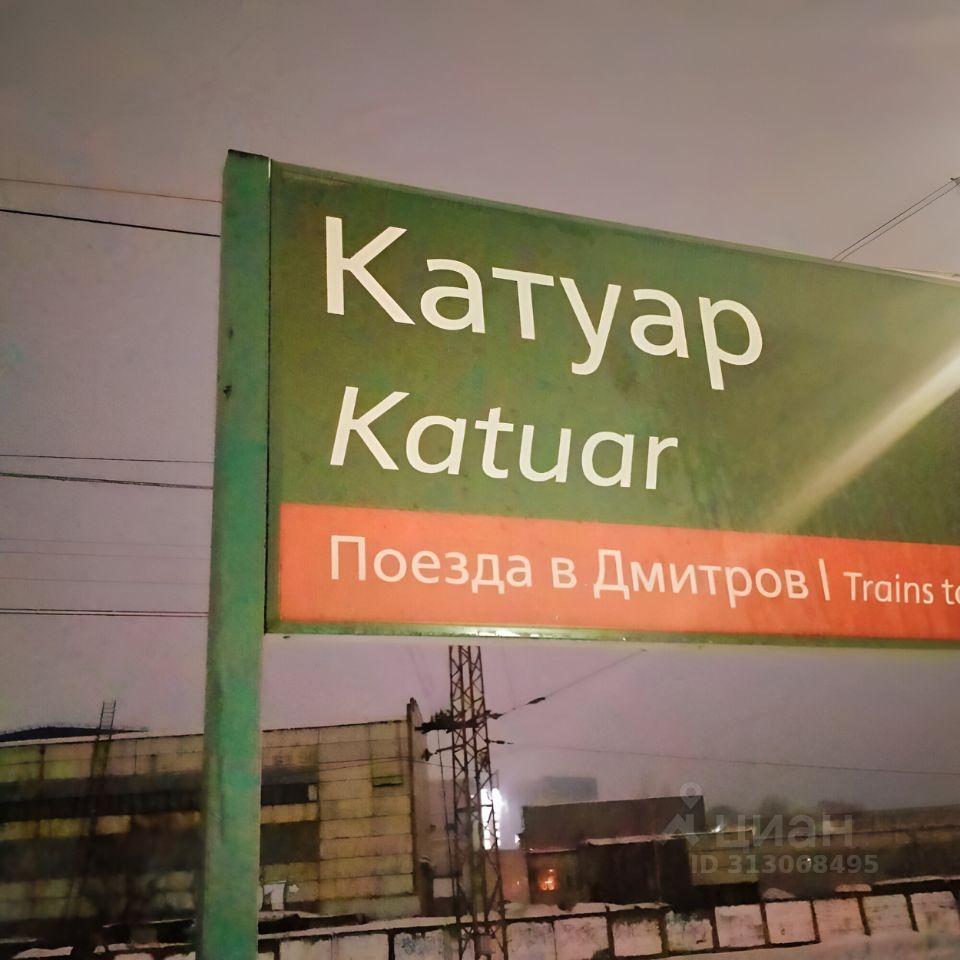 Катуар
Katuar
Поезда в Дмитров | Trains
циан
ID 313068495